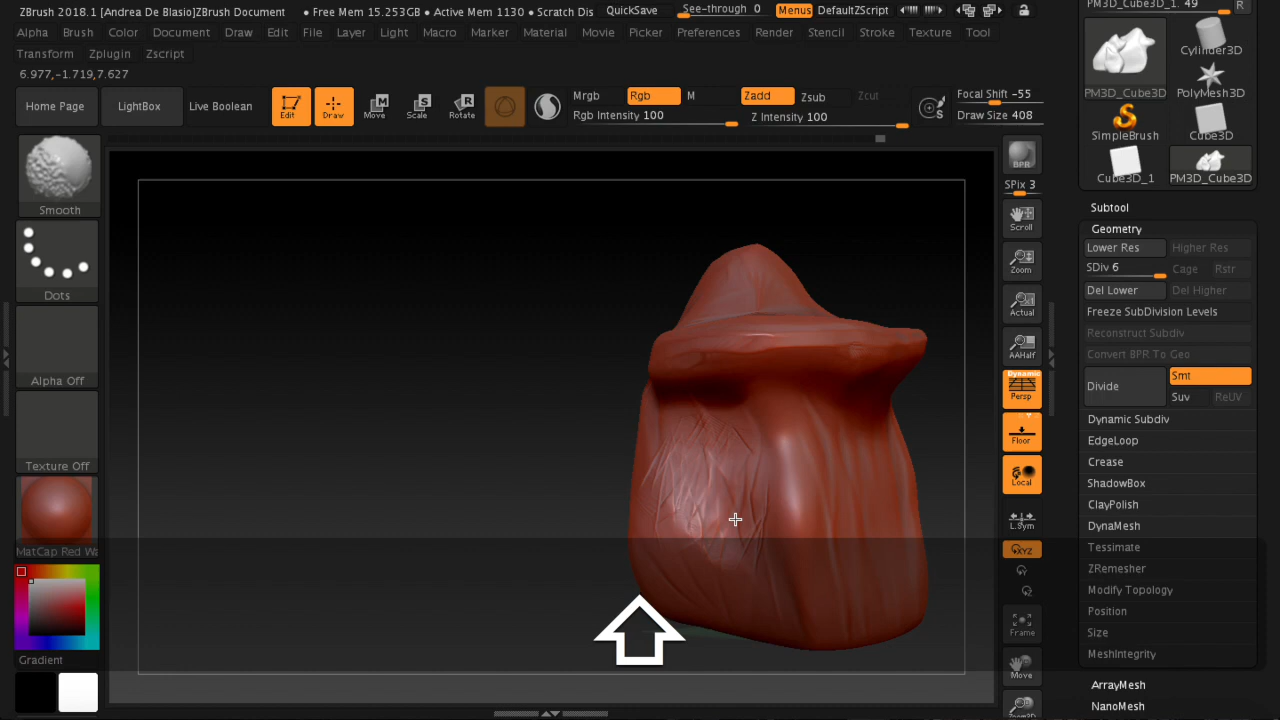 ZBrush 2018.1 [Andrea De Blasio]ZBrush Document • Free Mem 15.253GB • Active Mem 1130 • Scratch Dis QuickSave See-through 0 Menus DefaultZScript
Alpha Brush Color Document Draw Edit File Layer Light Macro Marker Material Movie Picker Preferences Render Stencil Stroke Texture Tool
Transform Zplugin Zscript
6.977,-1.719,7.627
Home Page LightBox Live Boolean Edit Draw Move Scale Rotate
Mrgb Rgb M Zadd Zsub Zcut Focal Shift -55
Rgb Intensity 100 Z Intensity 100 Draw Size 408
Smooth
Dots
Alpha Off
Texture Off
MatCap Red Wa
Gradient
BPR
SPix 3
Scroll
Zoom
Actual
AAHalf
Dynamic
Persp
Floor
Local
L.Sym
XYZ
Frame
Move
Zoom3D
PM3D_Cube3D_1. 49 R
Cylinder3D
PM3D_Cube3D PolyMesh3D
SimpleBrush Cube3D
Cube3D_1 PM3D_Cube3D
Subtool
Geometry
Lower Res Higher Res
SDiv 6 Cage Rstr
Del Lower Del Higher
Freeze SubDivision Levels
Reconstruct Subdiv
Convert BPR To Geo
Divide Smt
Suv ReUV
Dynamic Subdiv
EdgeLoop
Crease
ShadowBox
ClayPolish
DynaMesh
Tessimate
ZRemesher
Modify Topology
Position
Size
MeshIntegrity
ArrayMesh
NanoMesh